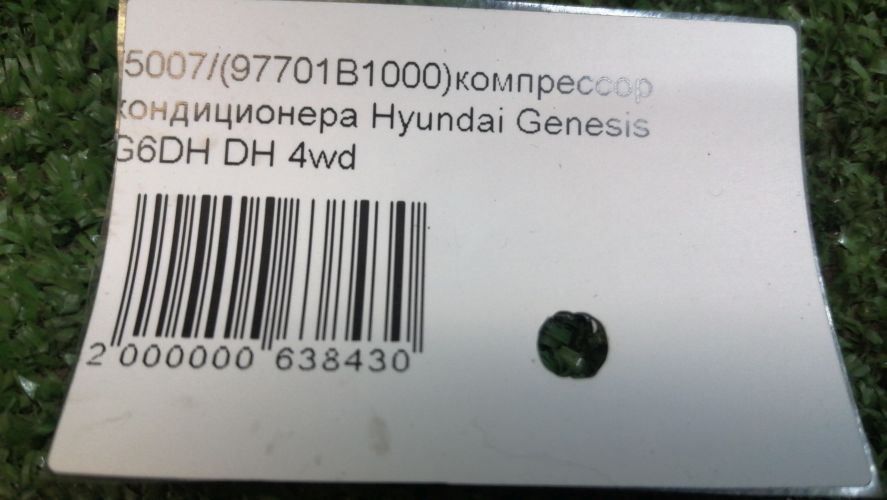 5007/(97701B1000)компрессор
кондиционера Hyundai Genesis
G6DH DH 4wd
2 000000 638430